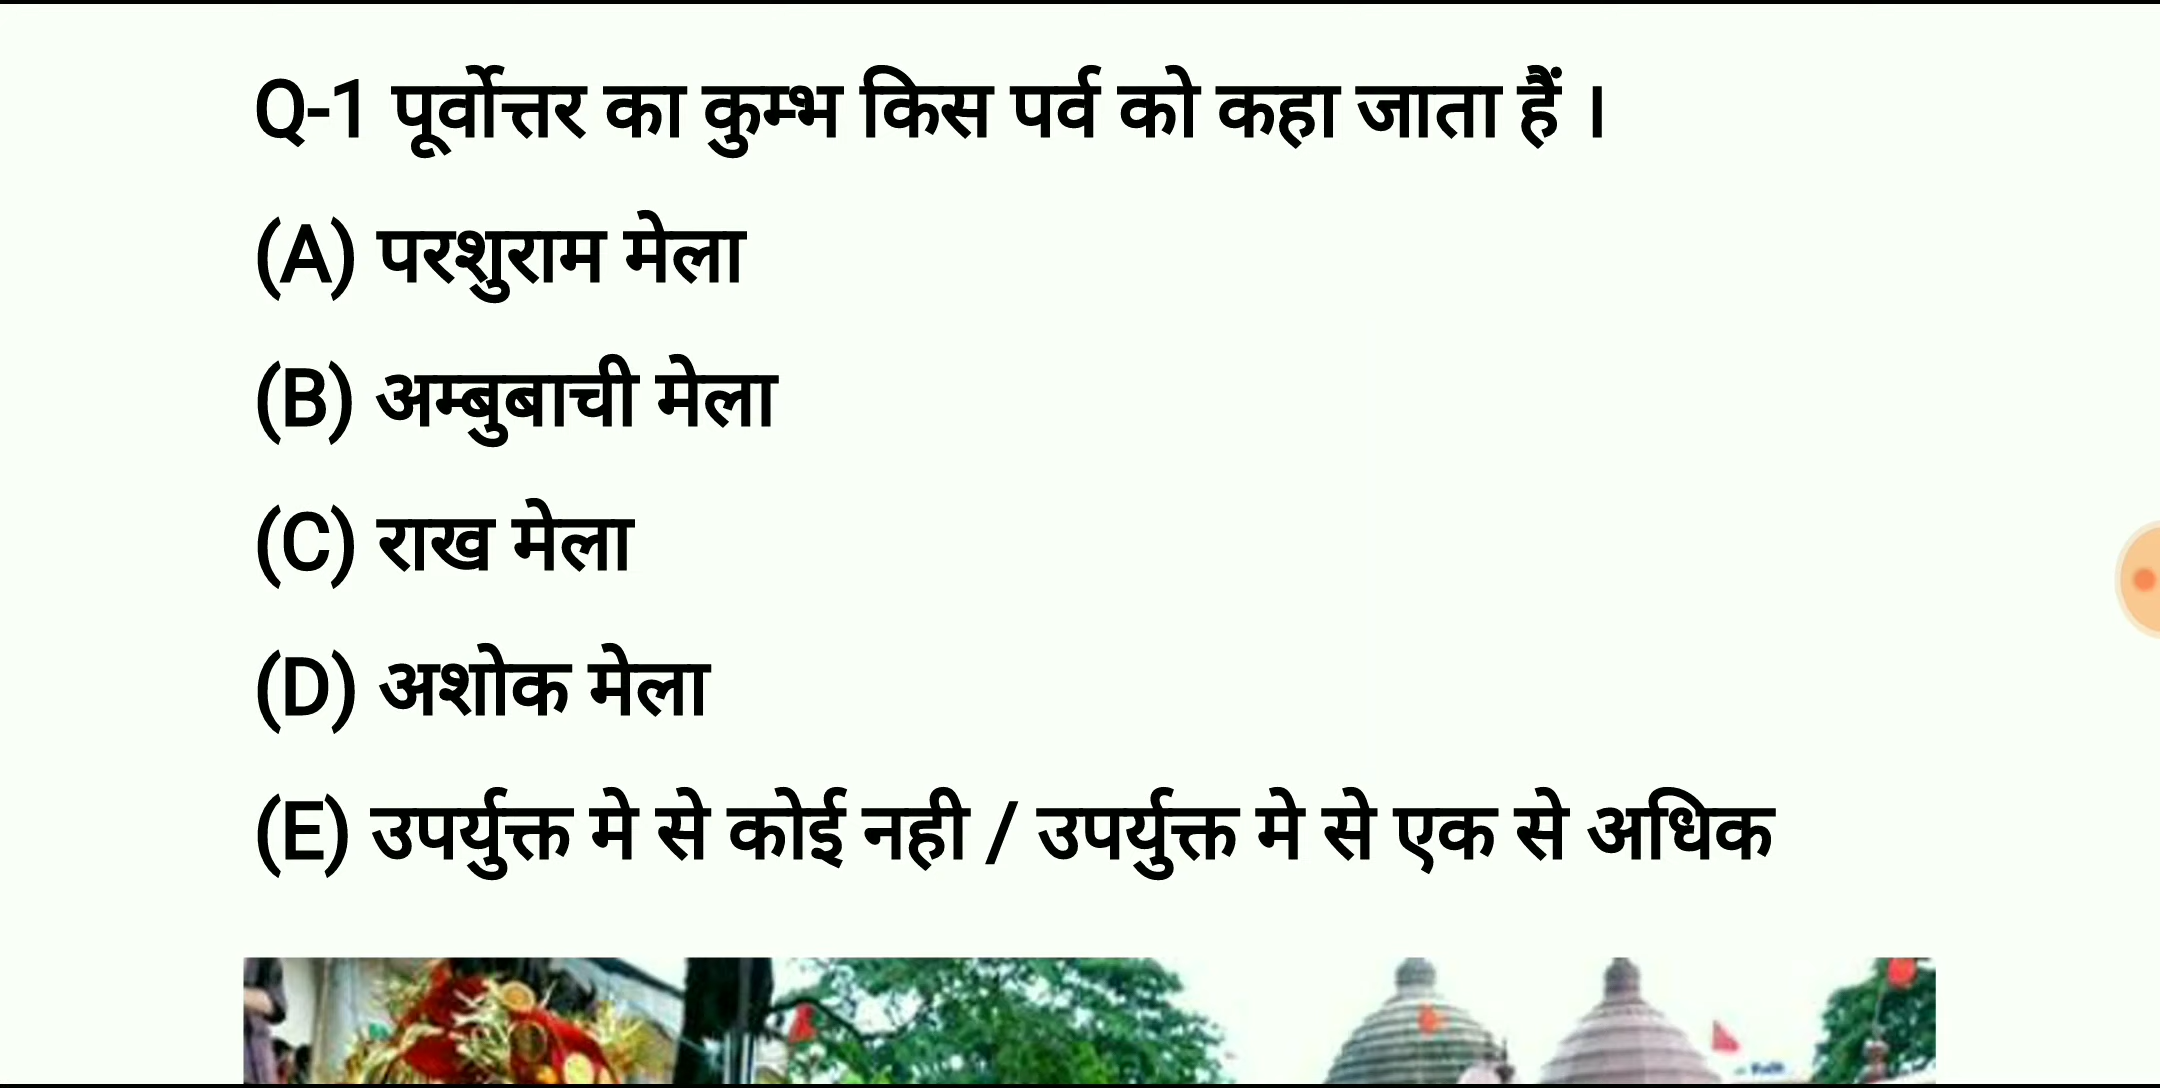 Q-1 पूर्वोत्तर का कुम्भ किस पर्व को कहा जाता हैं ।
(A) परशुराम मेला
(B) अम्बुबाची मेला
(C) राख मेला
(D) अशोक मेला
(E) उपर्युक्त मे से कोई नही / उपर्युक्त मे से एक से अधिक